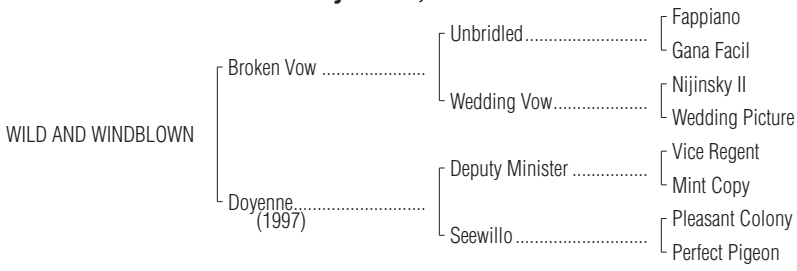 Fappiano
Unbridled..........................
Gana Facil
Broken Vow ......................
Nijinsky II
Wedding Vow....................
Wedding Picture
WILD AND WINDBLOWN
Vice Regent
Deputy Minister ................
Mint Copy
Doyenne............................
(1997)
Pleasant Colony
Seewillo ............................
Perfect Pigeon